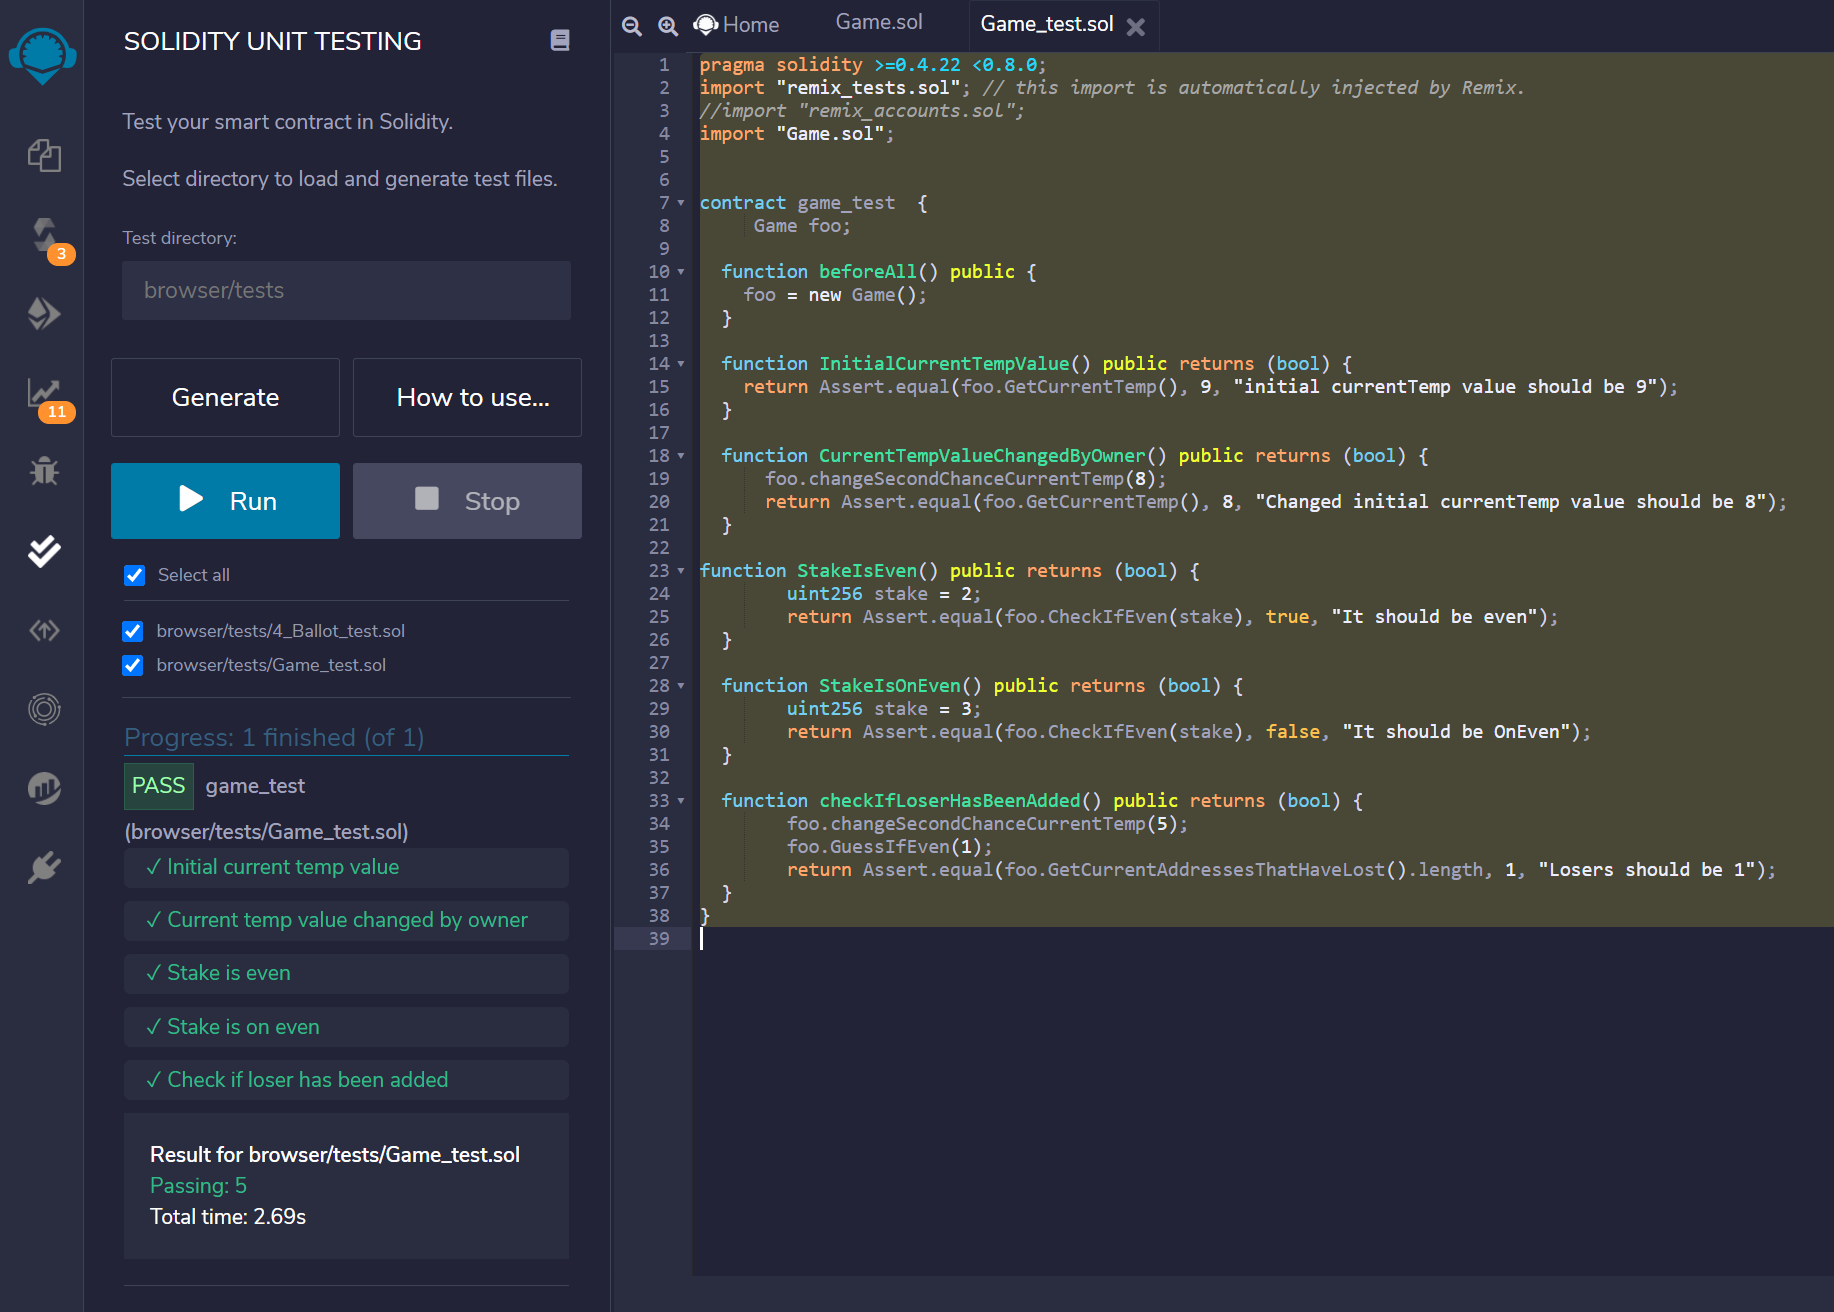 SOLIDITY UNIT TESTING
Test your smart contract in Solidity.
Select directory to load and generate test files.
Test directory:
browser/tests
Generate
How to use...
Run
Stop
Select all
browser/tests/4_Ballot_test.sol
browser/tests/Game_test.sol
Progress: 1 finished (of 1)
PASS game_test
(browser/tests/Game_test.sol)
✓ Initial current temp value
✓ Current temp value changed by owner
✓ Stake is even
✓ Stake is on even
✓ Check if loser has been added
Result for browser/tests/Game_test.sol
Passing: 5
Total time: 2.69s
3
11
Home Game.sol Game_test.sol
1 pragma solidity >=0.4.22 <0.8.0;
2 import "remix_tests.sol"; // this import is automatically injected by Remix.
3 //import "remix_accounts.sol";
4 import "Game.sol";
5
6
7 contract game_test  {
8 Game foo;
9
10 function beforeAll() public {
11 foo = new Game();
12 }
13
14 function InitialCurrentTempValue() public returns (bool) {
15 return Assert.equal(foo.GetCurrentTemp(), 9, "initial currentTemp value should be 9");
16 }
17
18 function CurrentTempValueChangedByOwner() public returns (bool) {
19 foo.changeSecondChanceCurrentTemp(8);
20 return Assert.equal(foo.GetCurrentTemp(), 8, "Changed initial currentTemp value should be 8");
21 }
22
23 function StakeIsEven() public returns (bool) {
24 uint256 stake = 2;
25 return Assert.equal(foo.CheckIfEven(stake), true, "It should be even");
26 }
27
28 function StakeIsOnEven() public returns (bool) {
29 uint256 stake = 3;
30 return Assert.equal(foo.CheckIfEven(stake), false, "It should be OnEven");
31 }
32
33 function checkIfLoserHasBeenAdded() public returns (bool) {
34 foo.changeSecondChanceCurrentTemp(5);
35 foo.GuessIfEven(1);
36 return Assert.equal(foo.GetCurrentAddressesThatHaveLost().length, 1, "Losers should be 1");
37 }
38 }
39